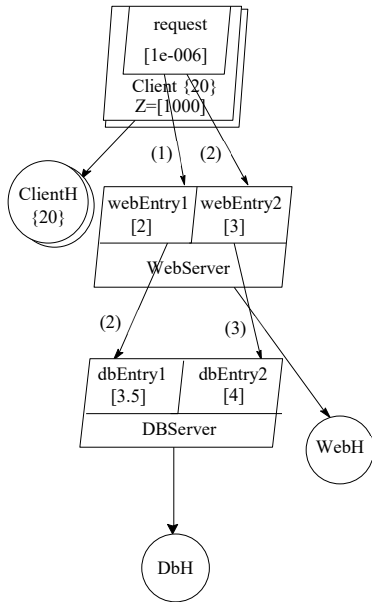 request
[1e-006]
Client {20}
Z=[1000]
(1)
(2)
ClientH
{20}
webEntry1
webEntry2
[2]
[3]
WebServer
(2)
(3)
dbEntry1
dbEntry2
[3.5]
[4]
DBServer
WebH
DbH